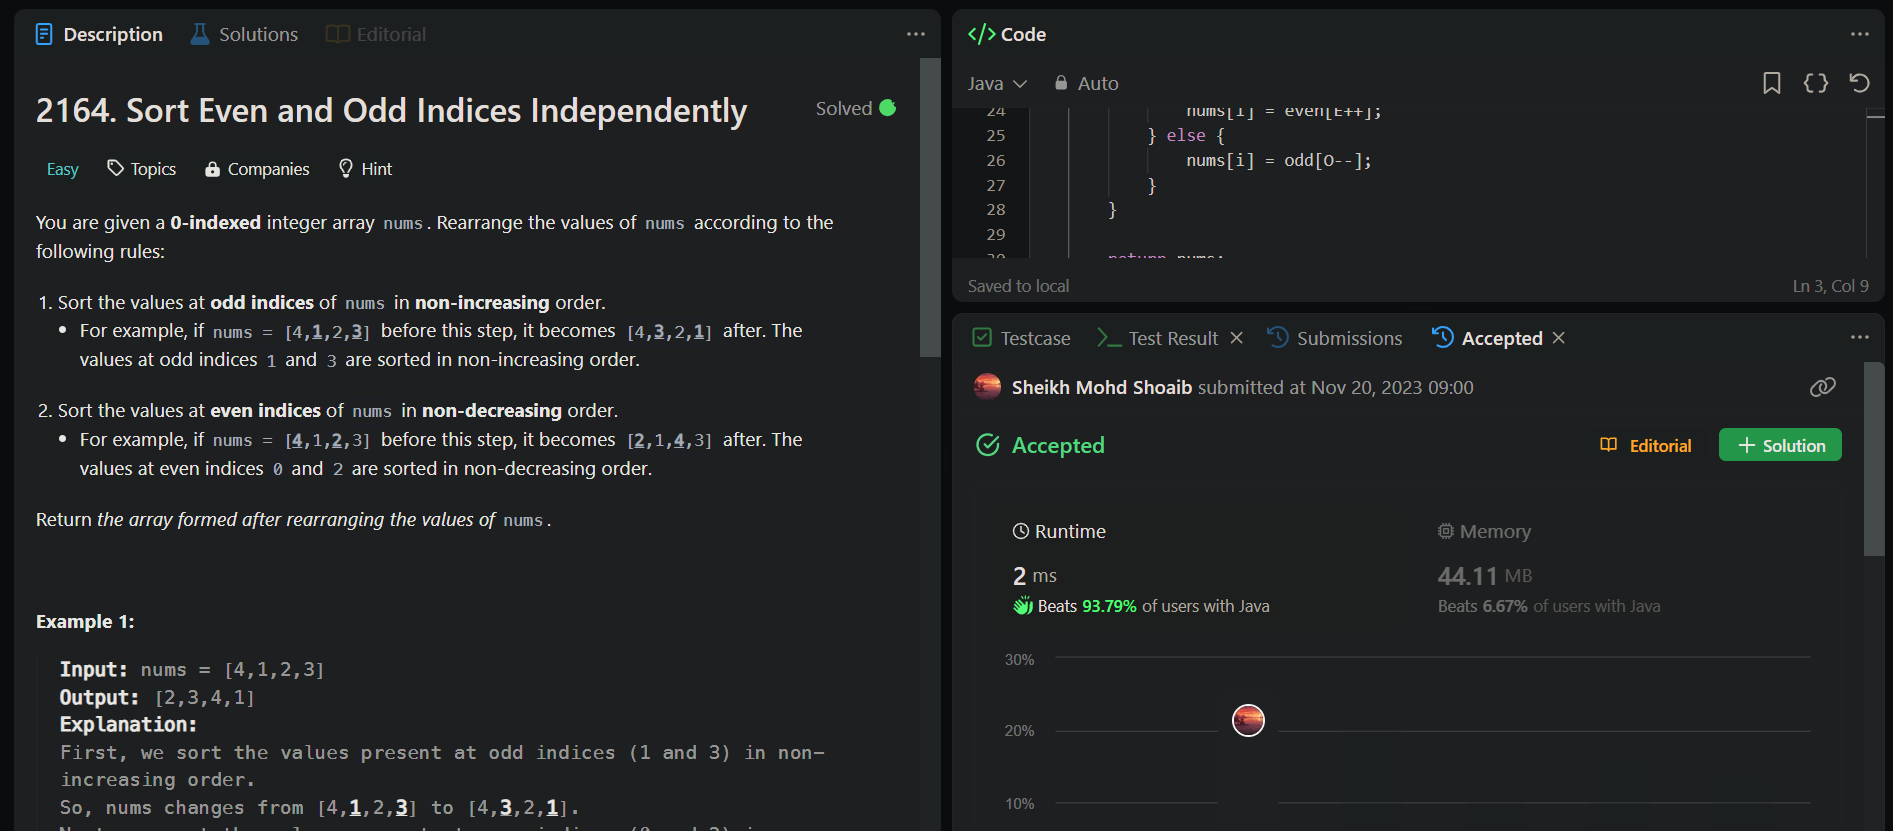 Description
Solutions
Editorial
2164. Sort Even and Odd Indices Independently
Solved
Easy
Topics
Companies
Hint
You are given a 0-indexed integer array nums. Rearrange the values of nums according to the
following rules:
1. Sort the values at odd indices of nums in non-increasing order.
• For example, if nums = [4,1,2,3] before this step, it becomes [4,3,2,1] after. The
values at odd indices 1 and 3 are sorted in non-increasing order.
2. Sort the values at even indices of nums in non-decreasing order.
• For example, if nums = [4,1,2,3] before this step, it becomes [2,1,4,3] after. The
values at even indices 0 and 2 are sorted in non-decreasing order.
Return the array formed after rearranging the values of nums.
Example 1:
Input: nums = [4,1,2,3]
Output: [2,3,4,1]
Explanation:
First, we sort the values present at odd indices (1 and 3) in non-
increasing order.
So, nums changes from [4,1,2,3] to [4,3,2,1].
</> Code
Java
Auto
24 nums[i] = even[E++];
25 } else {
26 nums[i] = odd[O--];
27 }
28 }
29
30 return nums;
Saved to local
Ln 3, Col 9
Testcase
Test Result
Submissions
Accepted
Sheikh Mohd Shoaib submitted at Nov 20, 2023 09:00
Accepted
Editorial
+ Solution
Runtime
2 ms
Beats 93.79% of users with Java
Memory
44.11 MB
Beats 6.67% of users with Java
30%
20%
10%